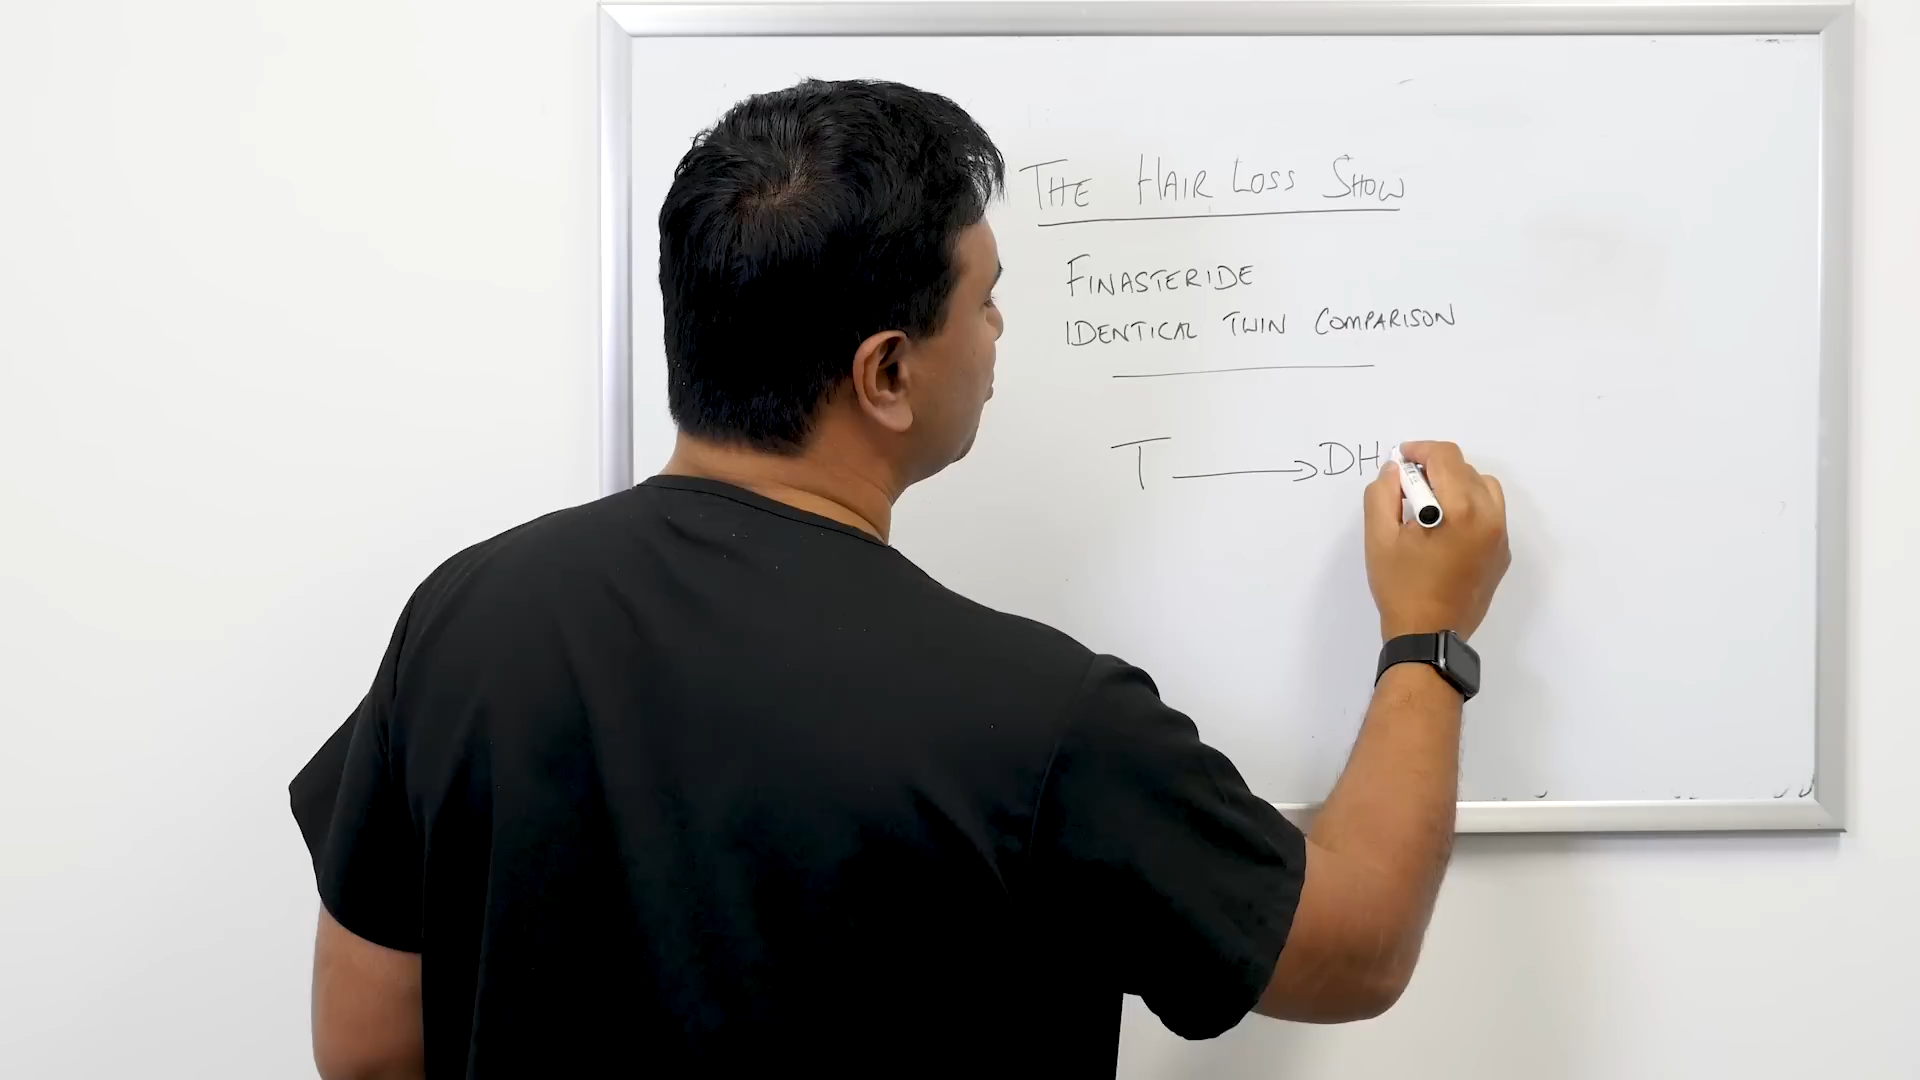 THE HAIR LOSS SHOW
FINASTERIDE
IDENTICAL TWIN COMPARISON
T → DH